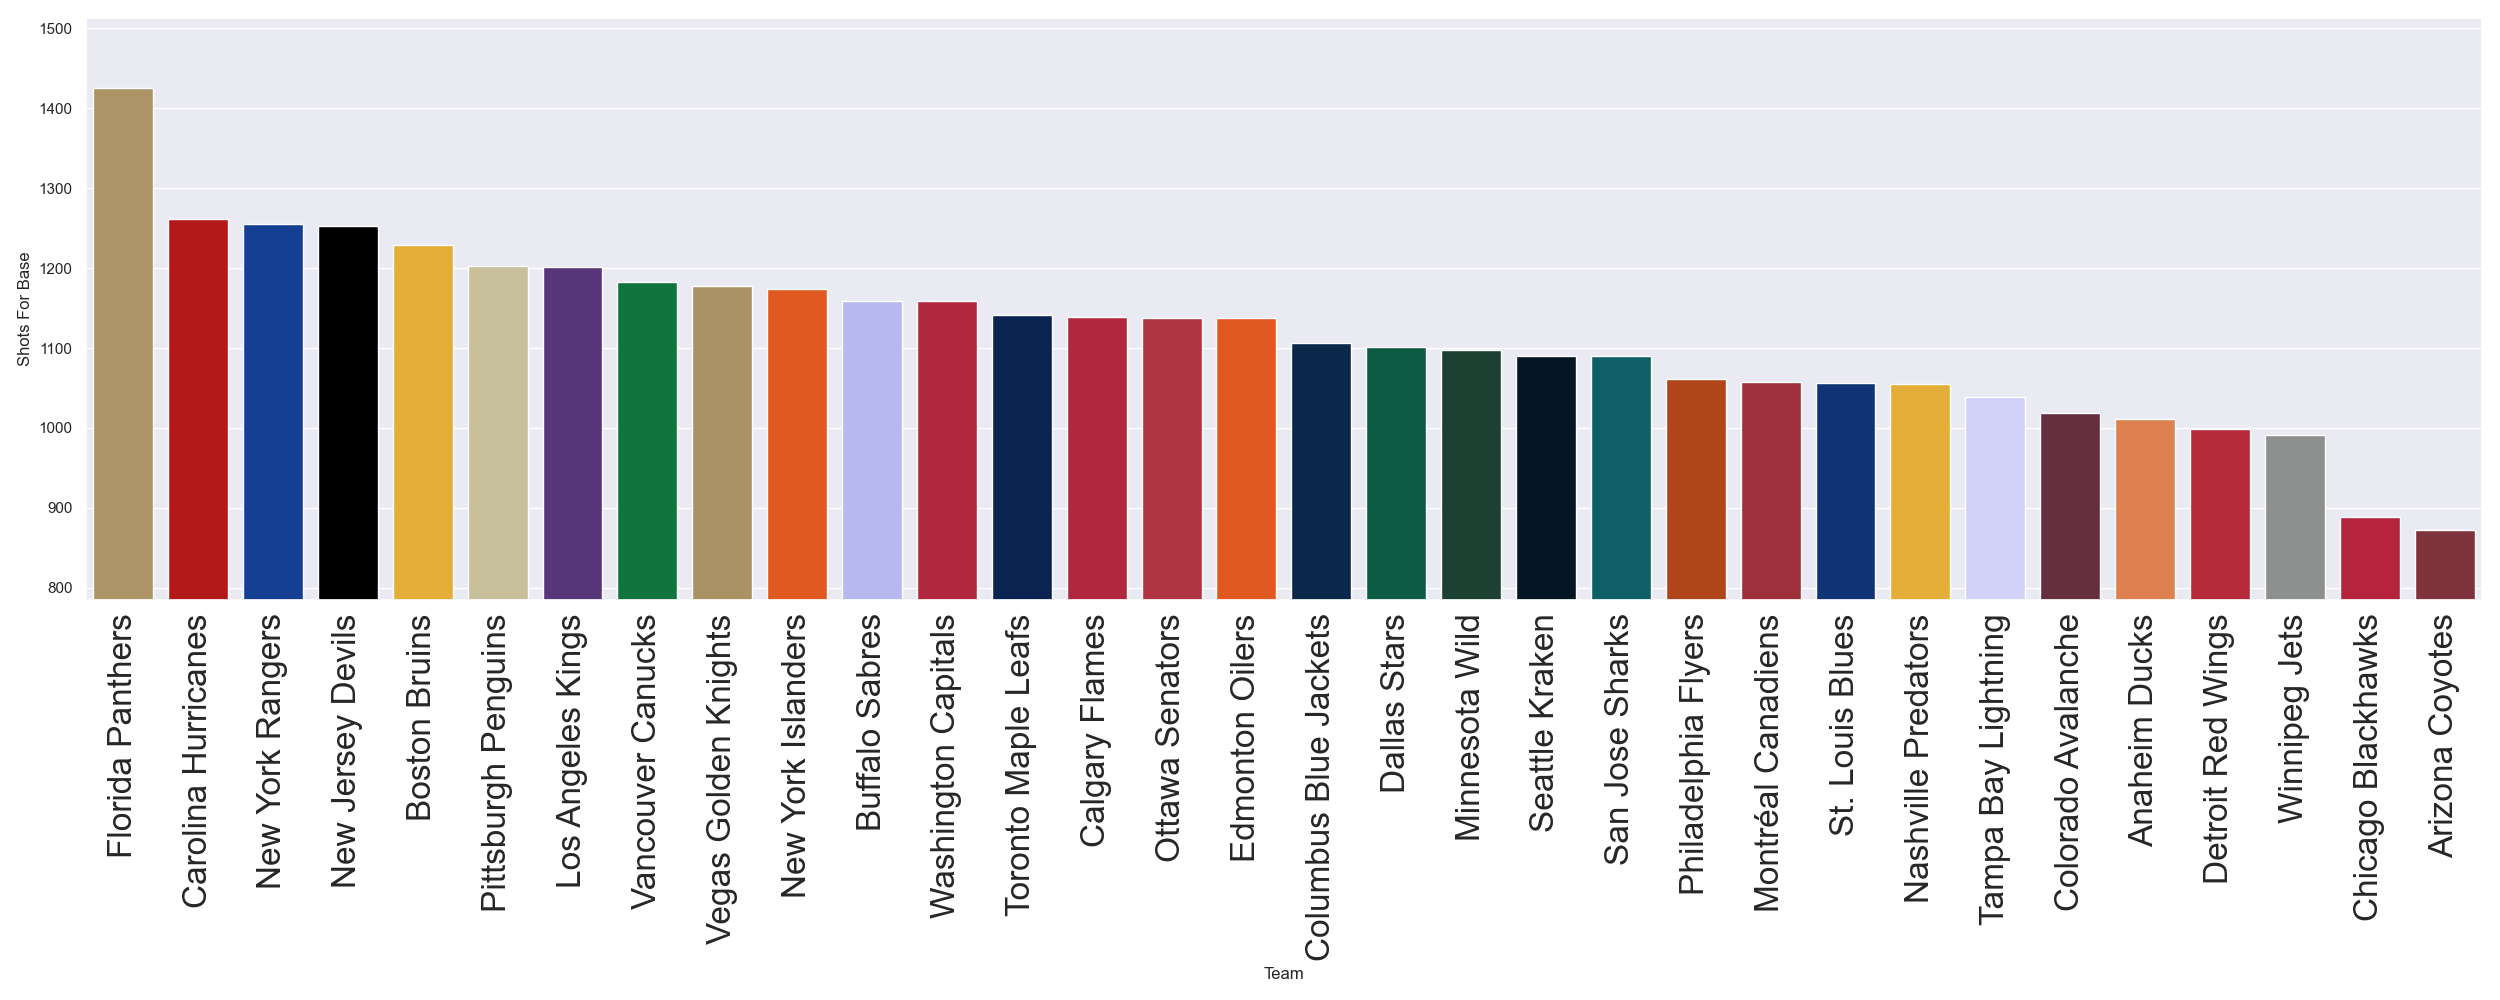 1500
1400
1300
1200
1100
1000
900
800
Shots For Base
Florida Panthers
Carolina Hurricanes
New York Rangers
New Jersey Devils
Boston Bruins
Pittsburgh Penguins
Los Angeles Kings
Vancouver Canucks
Vegas Golden Knights
New York Islanders
Buffalo Sabres
Washington Capitals
Toronto Maple Leafs
Calgary Flames
Ottawa Senators
Edmonton Oilers
Columbus Blue Jackets
Dallas Stars
Minnesota Wild
Seattle Kraken
San Jose Sharks
Philadelphia Flyers
Montréal Canadiens
St. Louis Blues
Nashville Predators
Tampa Bay Lightning
Colorado Avalanche
Anaheim Ducks
Detroit Red Wings
Winnipeg Jets
Chicago Blackhawks
Arizona Coyotes
Team